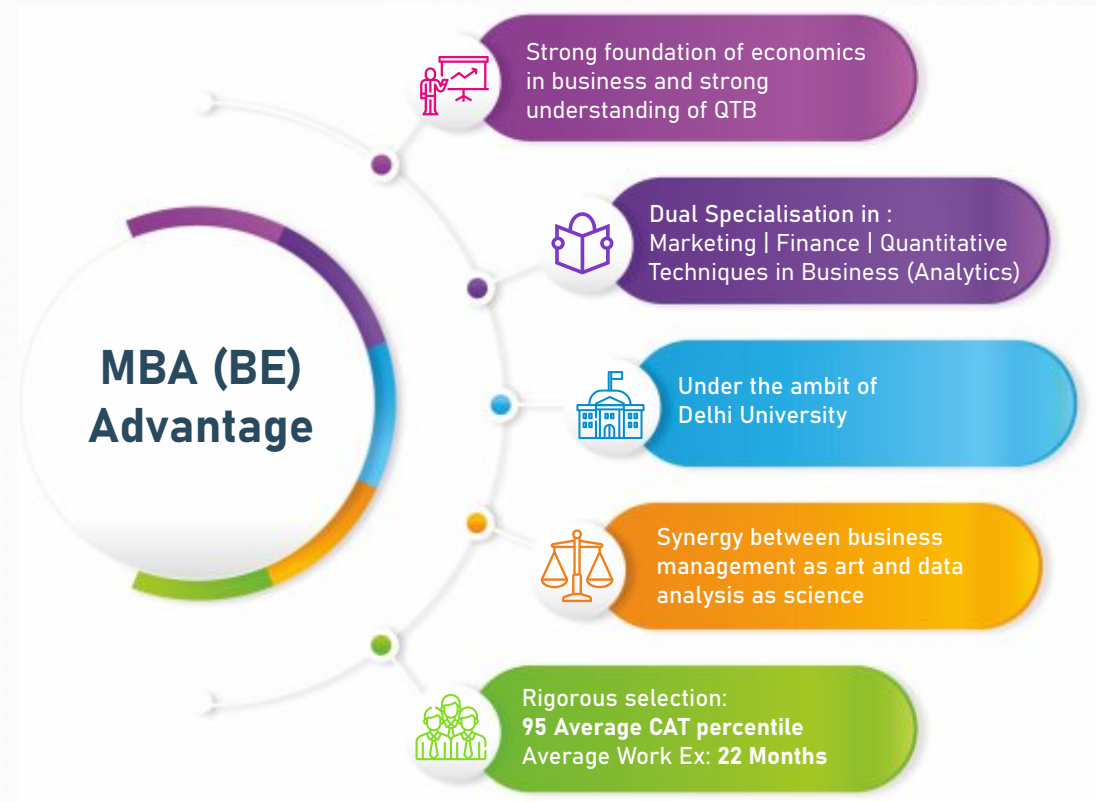 MBA (BE)
Advantage
Strong foundation of economics
in business and strong
understanding of QTB
Dual Specialisation in :
Marketing | Finance | Quantitative
Techniques in Business (Analytics)
Under the ambit of
Delhi University
Synergy between business
management as art and data
analysis as science
Rigorous selection:
95 Average CAT percentile
Average Work Ex: 22 Months